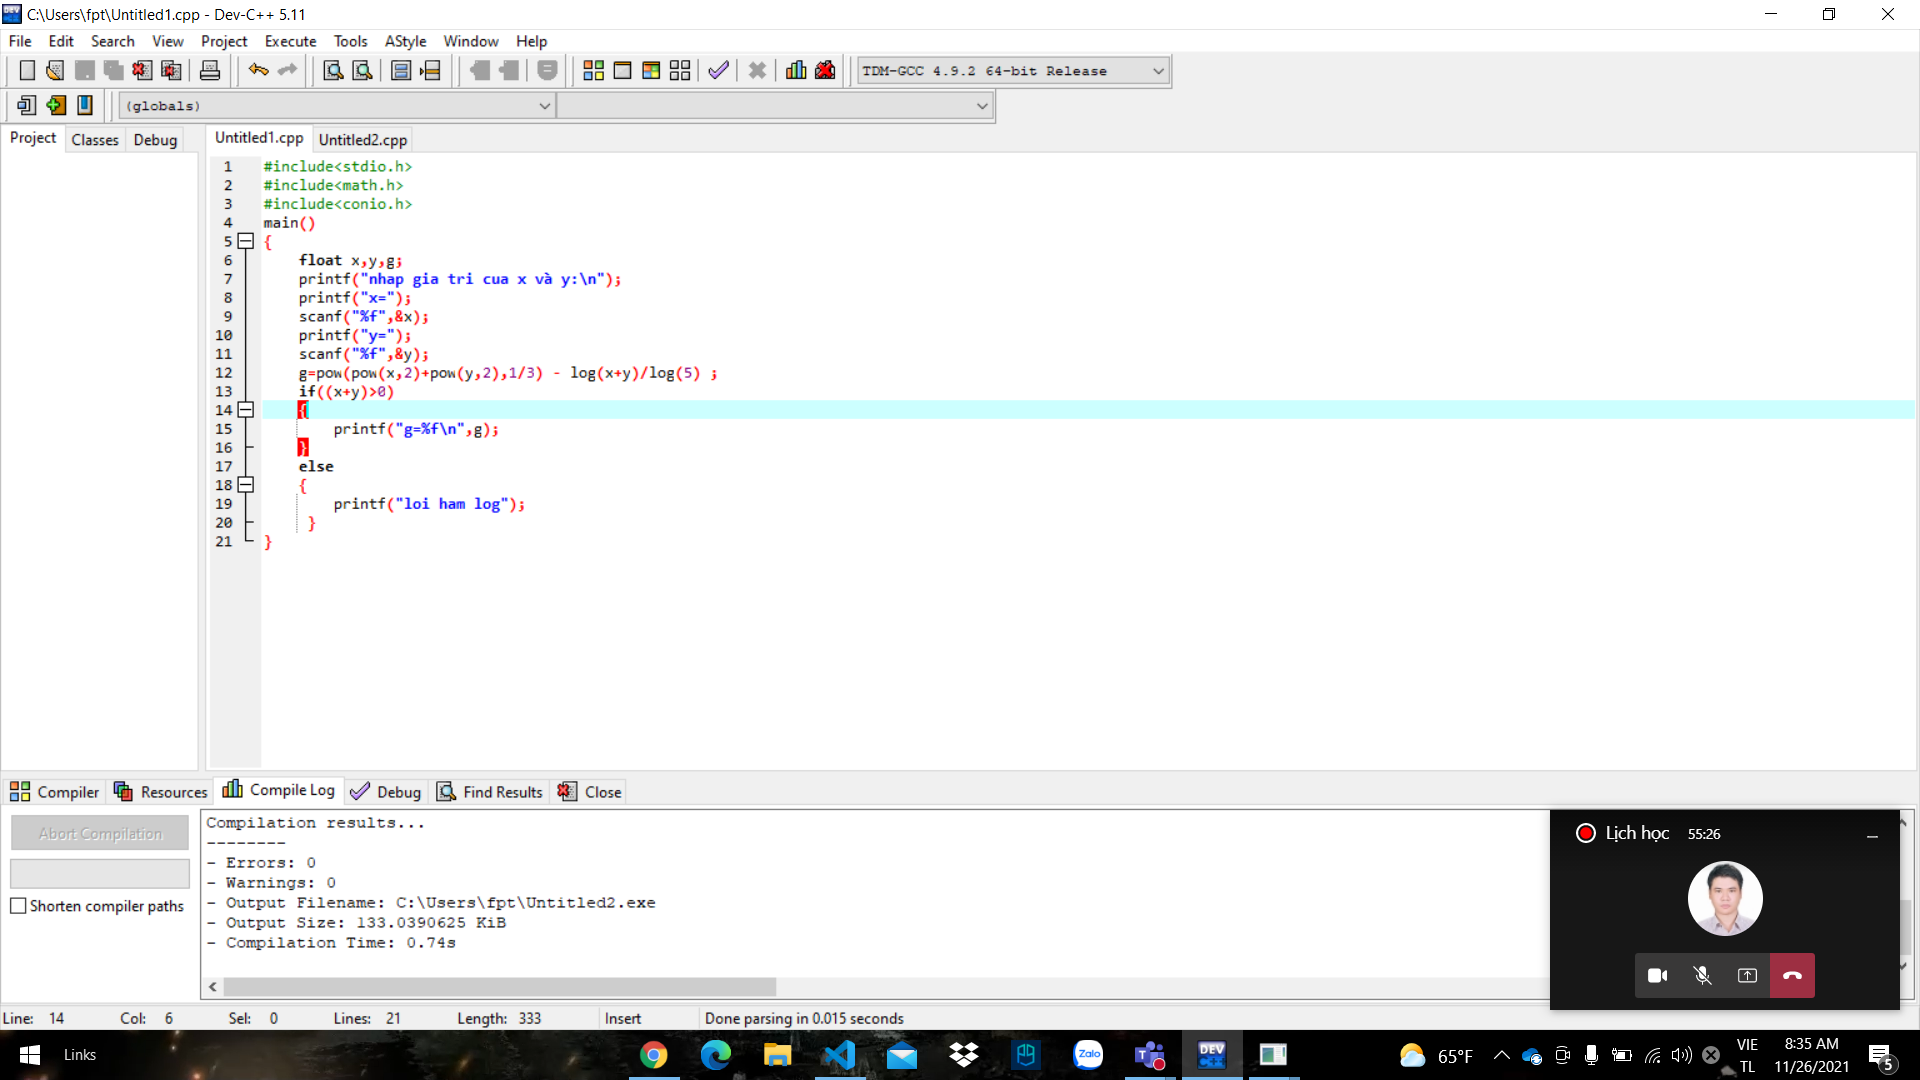 C:\Users\fpt\Untitled1.cpp - Dev-C++ 5.11
File Edit Search View Project Execute Tools AStyle Window Help
TDM-GCC 4.9.2 64-bit Release
(globals)
Project Classes Debug Untitled1.cpp Untitled2.cpp
1 #include<stdio.h>
2 #include<math.h>
3 #include<conio.h>
4 main()
5 {
6 float x,y,g;
7 printf("nhap gia tri cua x và y:\n");
8 printf("x=");
9 scanf("%f",&x);
10 printf("y=");
11 scanf("%f",&y);
12 g=pow(pow(x,2)+pow(y,2),1/3) - log(x+y)/log(5) ;
13 if((x+y)>0)
14 {
15 printf("g=%f\n",g);
16 }
17 else
18 {
19 printf("loi ham log");
20 }
21 }
Compiler Resources Compile Log Debug Find Results Close
Abort Compilation
Shorten compiler paths
Compilation results...
--------
- Errors: 0
- Warnings: 0
- Output Filename: C:\Users\fpt\Untitled2.exe
- Output Size: 133.0390625 KiB
- Compilation Time: 0.74s
Lịch học 55:26
Line: 14 Col: 6 Sel: 0 Lines: 21 Length: 333 Insert Done parsing in 0.015 seconds
Links
Zalo
T
DEV C++
65°F
VIE
TL
8:35 AM
11/26/2021
5